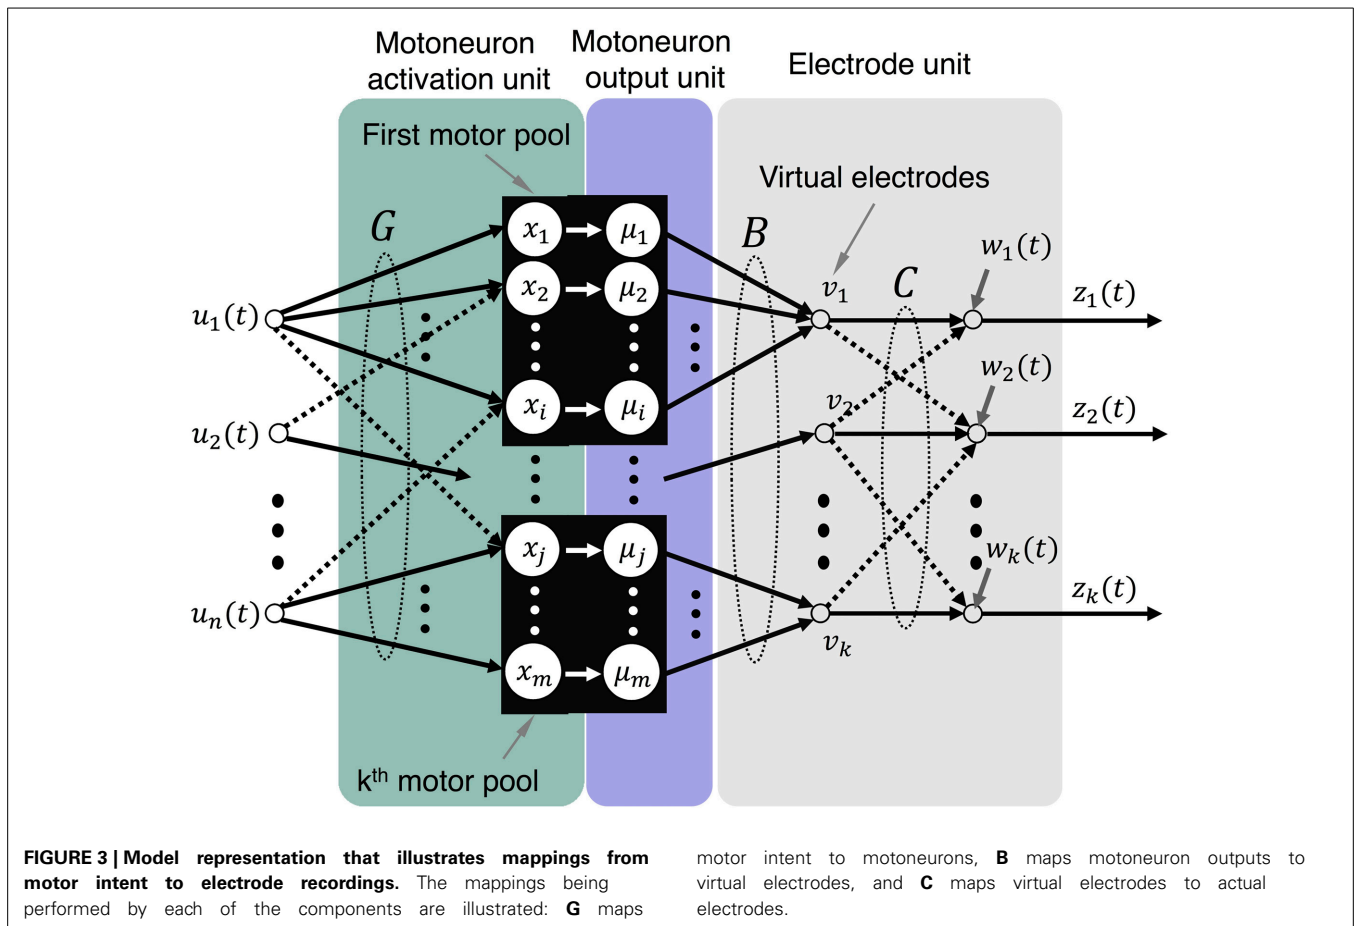 Motoneuron
activation unit
Motoneuron
output unit
Electrode unit
First motor pool
Virtual electrodes
G
B
C
x₁
x₂
xᵢ
xⱼ
xₘ
μ₁
μ₂
μᵢ
μⱼ
μₘ
u₁(t)
u₂(t)
uₙ(t)
v₁
v₂
vₖ
w₁(t)
w₂(t)
wₖ(t)
z₁(t)
z₂(t)
zₖ(t)
kᵗʰ motor pool
FIGURE 3 | Model representation that illustrates mappings from
motor intent to electrode recordings. The mappings being
performed by each of the components are illustrated: G maps
motor intent to motoneurons, B maps motoneuron outputs to
virtual electrodes, and C maps virtual electrodes to actual
electrodes.